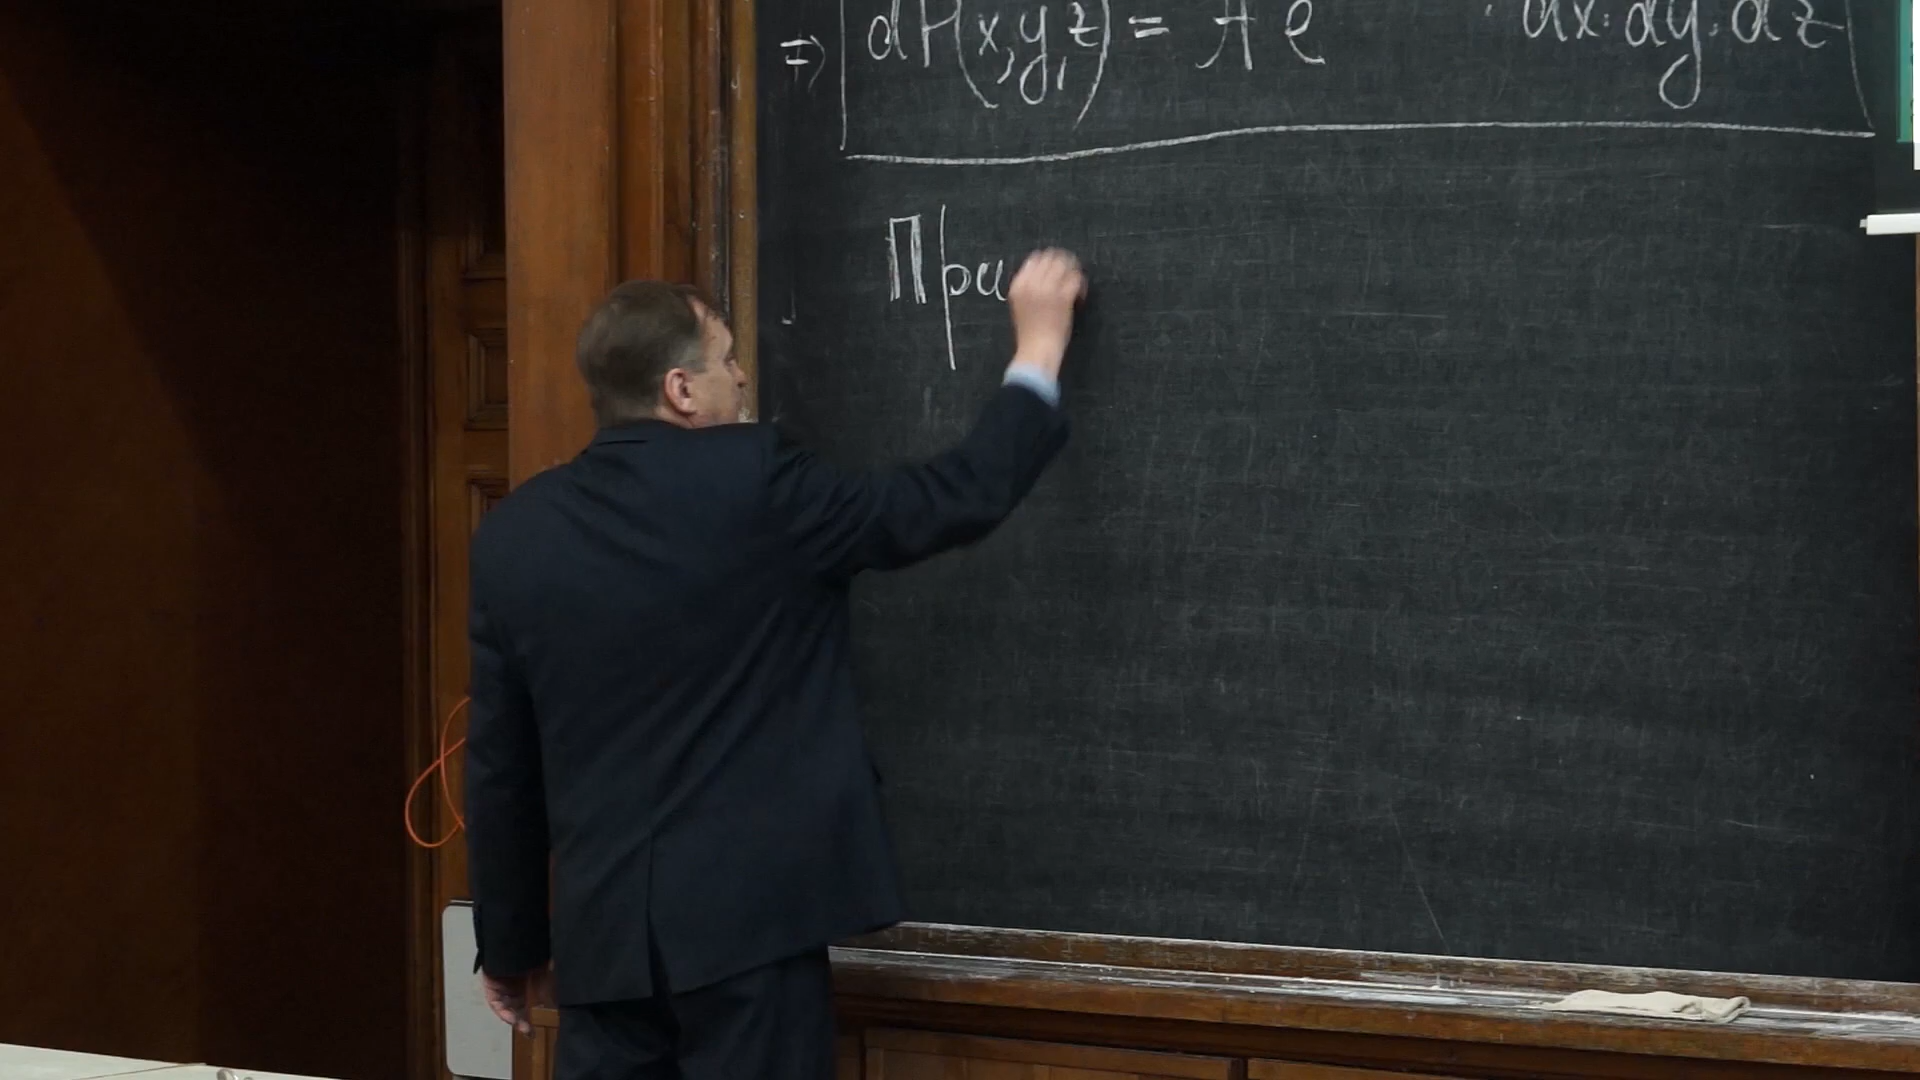 ⇒ dP(x,y,z) = A e · dx·dy·dz
При